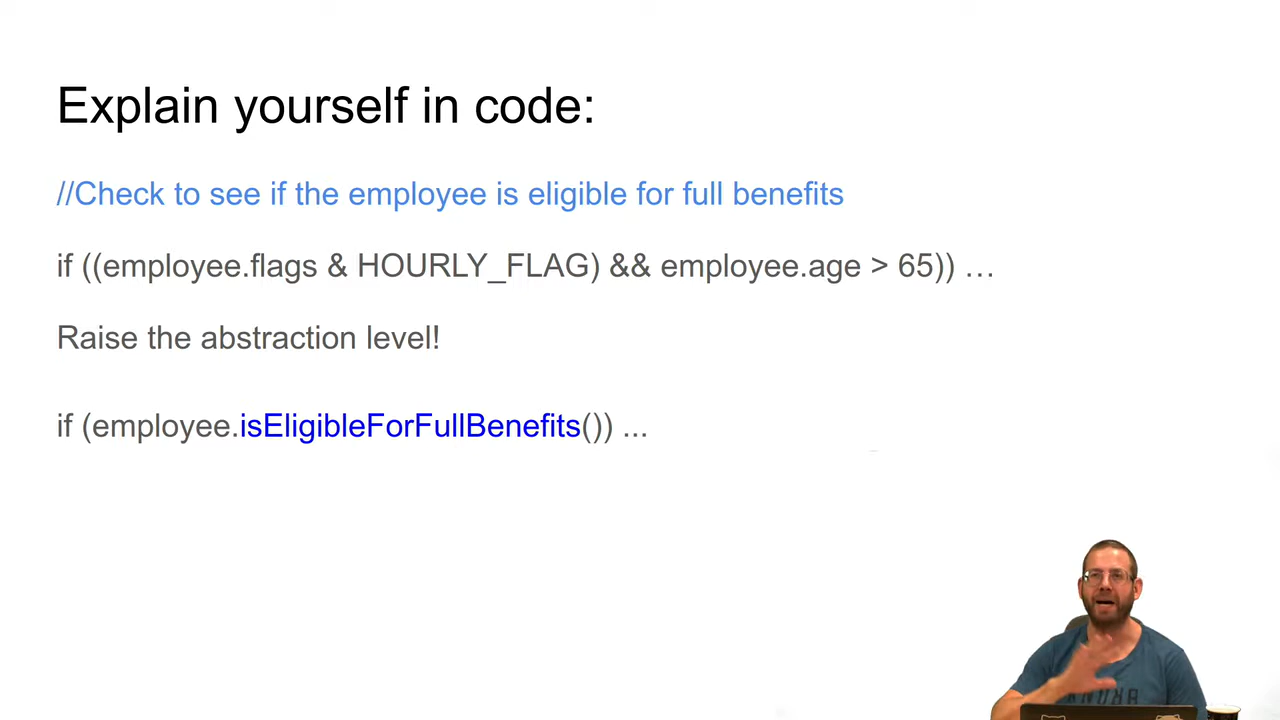 Explain yourself in code:
//Check to see if the employee is eligible for full benefits
if ((employee.flags & HOURLY_FLAG) && employee.age > 65)) …
Raise the abstraction level!
if (employee.isEligibleForFullBenefits()) ...